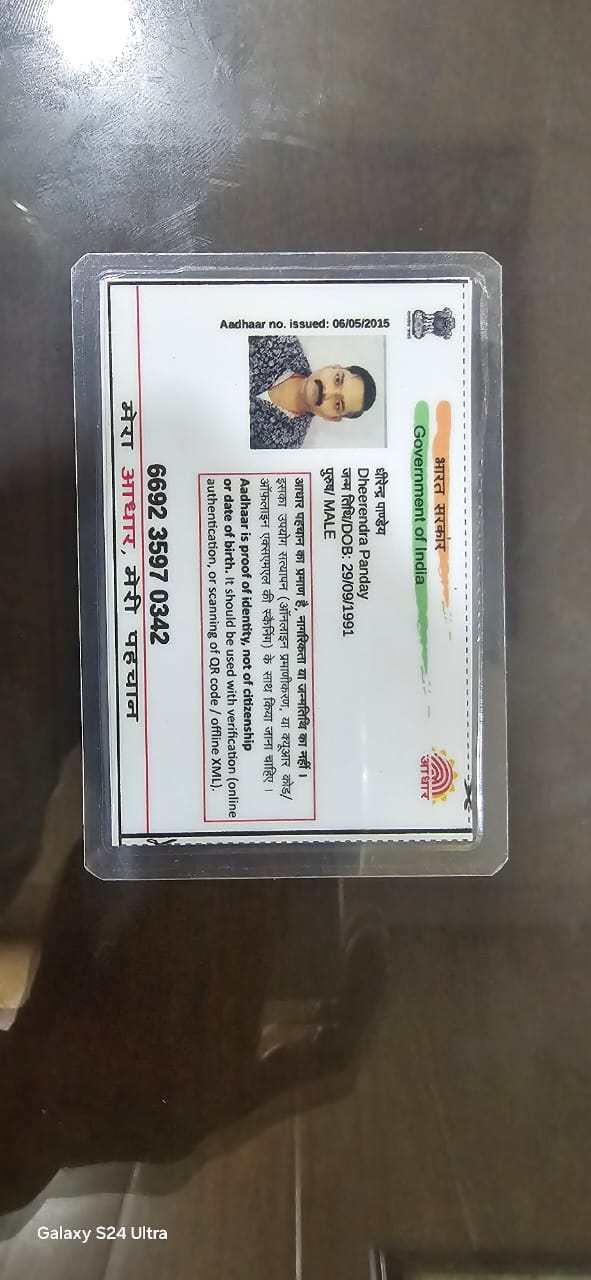 भारत सरकार
Government of India
आधार
Aadhaar no. issued: 06/05/2015
धीरेन्द्र पाण्डेय
Dheerendra Panday
जन्म तिथि/DOB: 29/09/1991
पुरुष/ MALE
आधार पहचान का प्रमाण है, नागरिकता या जन्मतिथि का नहीं ।
इसका उपयोग सत्यापन (ऑनलाइन प्रमाणीकरण, या क्यूआर कोड/
ऑफ़लाइन एक्सएमएल की स्कैनिंग) के साथ किया जाना चाहिए ।
Aadhaar is proof of identity, not of citizenship
or date of birth. It should be used with verification (online
authentication, or scanning of QR code / offline XML).
6692 3597 0342
मेरा आधार, मेरी पहचान
Galaxy S24 Ultra